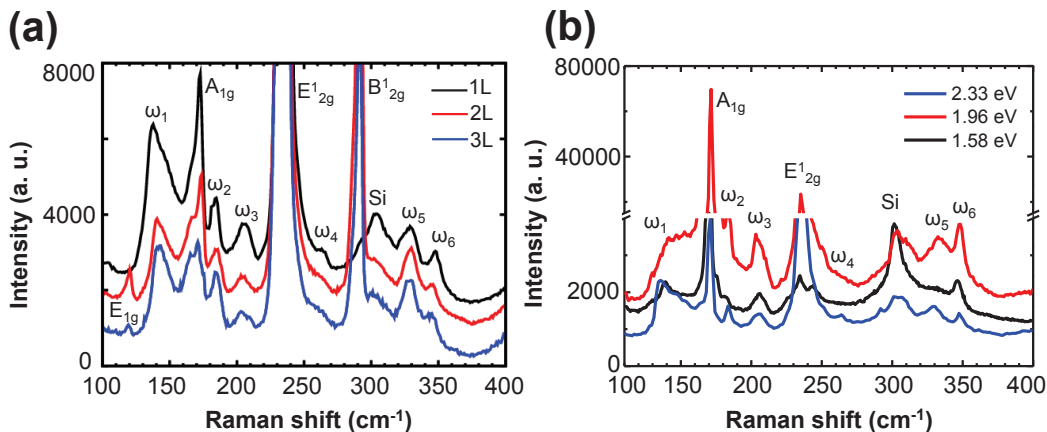 (a)
8000
4000
0
Intensity (a. u.)
ω₁
A₁g
ω₂
ω₃
E¹₂g
ω₄
B¹₂g
Si
ω₅
ω₆
E₁g
1L
2L
3L
100 150 200 250 300 350 400
Raman shift (cm⁻¹)
(b)
80000
40000
2000
0
Intensity (a. u.)
A₁g
ω₁
ω₂
ω₃
E¹₂g
ω₄
Si
ω₅
ω₆
2.33 eV
1.96 eV
1.58 eV
100 150 200 250 300 350 400
Raman shift (cm⁻¹)